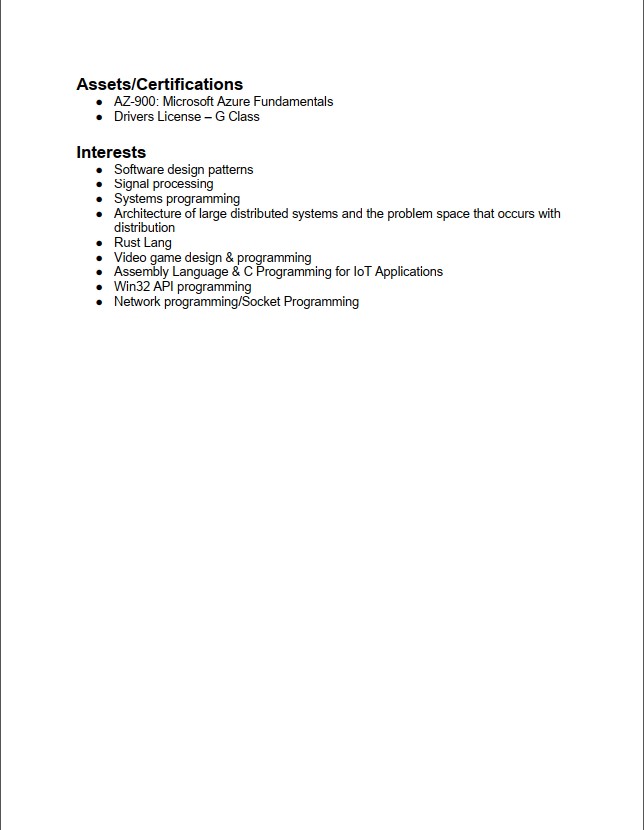 Assets/Certifications
● AZ-900: Microsoft Azure Fundamentals
● Drivers License – G Class
Interests
● Software design patterns
● Signal processing
● Systems programming
● Architecture of large distributed systems and the problem space that occurs with
distribution
● Rust Lang
● Video game design & programming
● Assembly Language & C Programming for IoT Applications
● Win32 API programming
● Network programming/Socket Programming